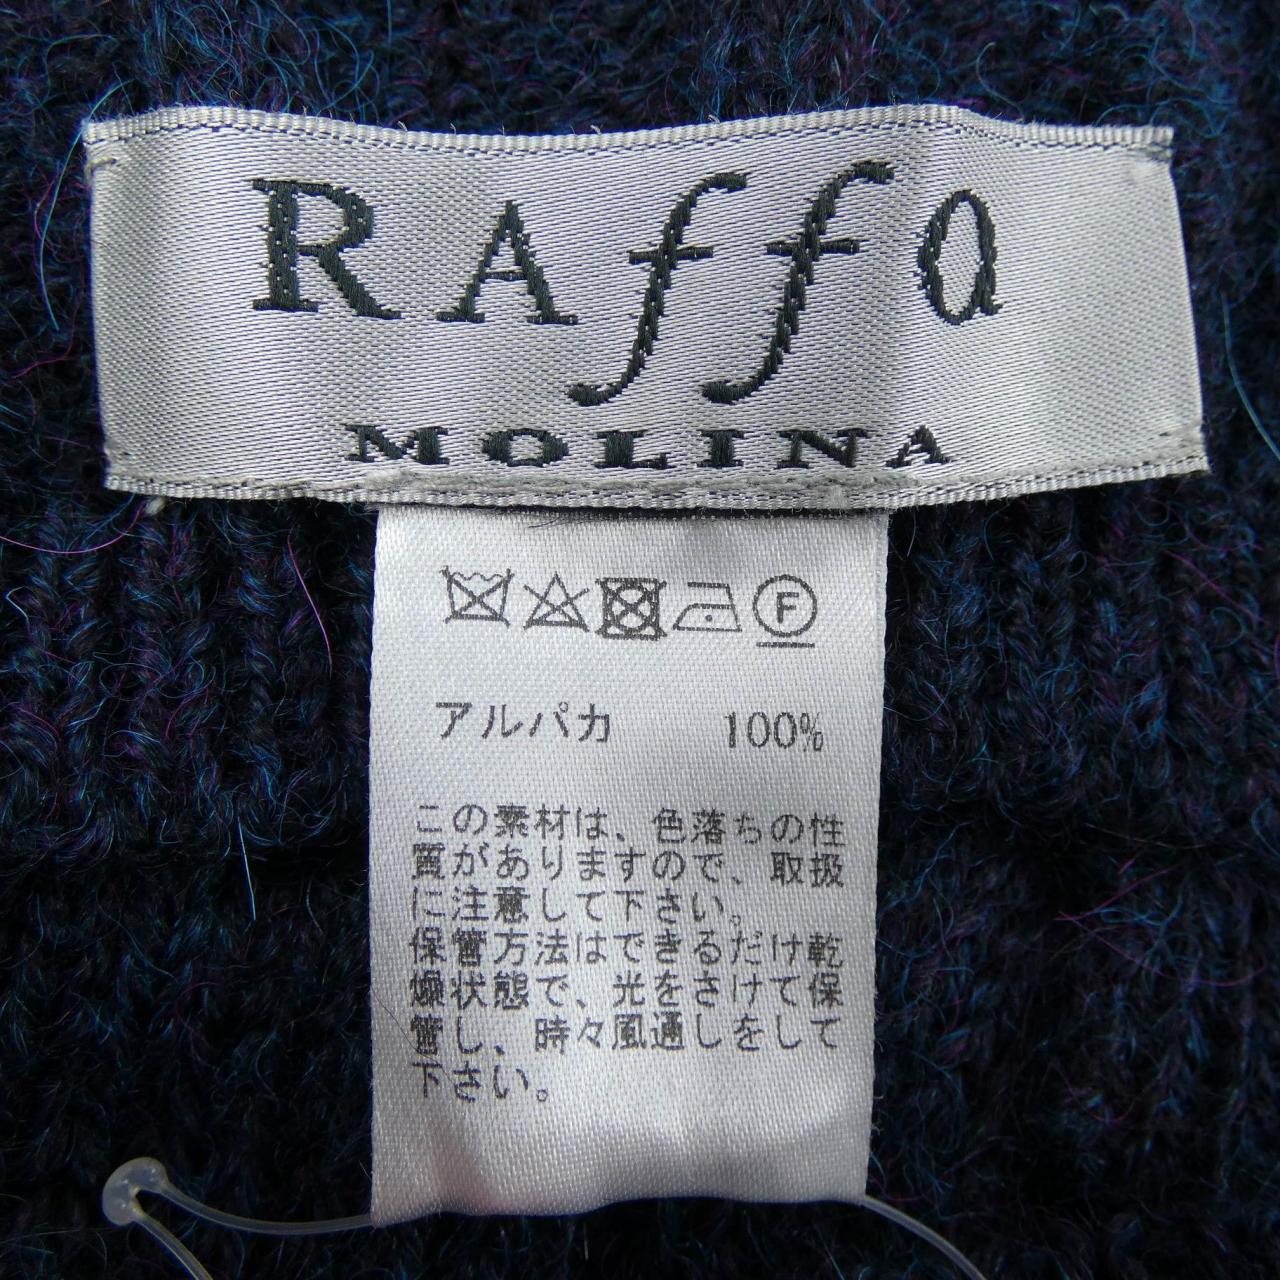 RAffa
MOLINA
F
アルパカ 100%
この素材は、色落ちの性
質がありますので、取扱
に注意して下さい。
保管方法はできるだけ乾
燥状態で、光をさけて保
管し、時々風通しをして
下さい。